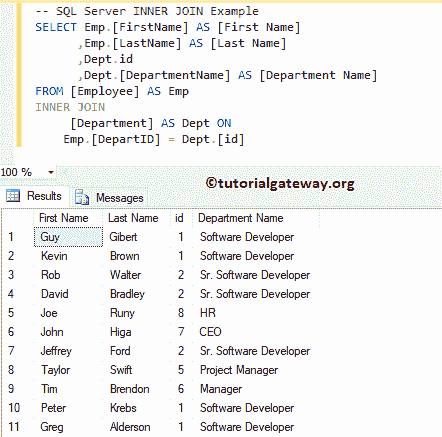 -- SQL Server INNER JOIN Example
SELECT Emp.[FirstName] AS [First Name]
,Emp.[LastName] AS [Last Name]
,Dept.id
,Dept.[DepartmentName] AS [Department Name]
FROM [Employee] AS Emp
INNER JOIN
[Department] AS Dept ON
Emp.[DepartID] = Dept.[id]
100 %
©tutorialgateway.org
Results Messages
First Name Last Name id Department Name
1 Guy Gibert 1 Software Developer
2 Kevin Brown 1 Software Developer
3 Rob Walter 2 Sr. Software Developer
4 David Bradley 2 Sr. Software Developer
5 Joe Runy 8 HR
6 John Higa 7 CEO
7 Jeffrey Ford 2 Sr. Software Developer
8 Taylor Swift 5 Project Manager
9 Tim Brendon 6 Manager
10 Peter Krebs 1 Software Developer
11 Greg Alderson 1 Software Developer